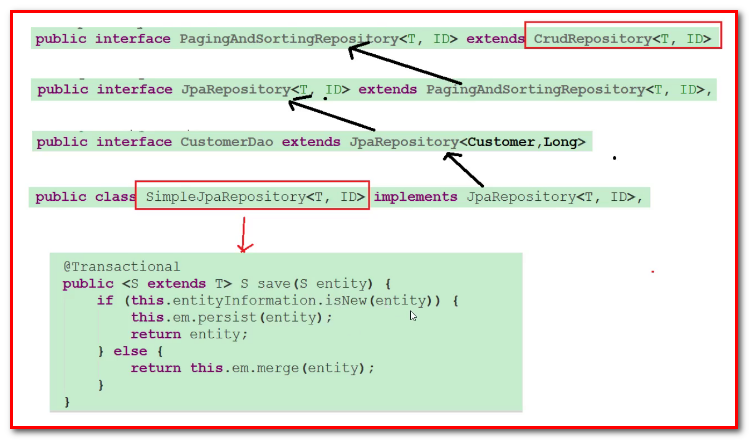 public interface PagingAndSortingRepository<T, ID> extends CrudRepository<T, ID>
public interface JpaRepository<T, ID> extends PagingAndSortingRepository<T, ID>,
public interface CustomerDao extends JpaRepository<Customer,Long>
public class SimpleJpaRepository<T, ID> implements JpaRepository<T, ID>,
@Transactional
public <S extends T> S save(S entity) {
if (this.entityInformation.isNew(entity)) {
this.em.persist(entity);
return entity;
} else {
return this.em.merge(entity);
}
}